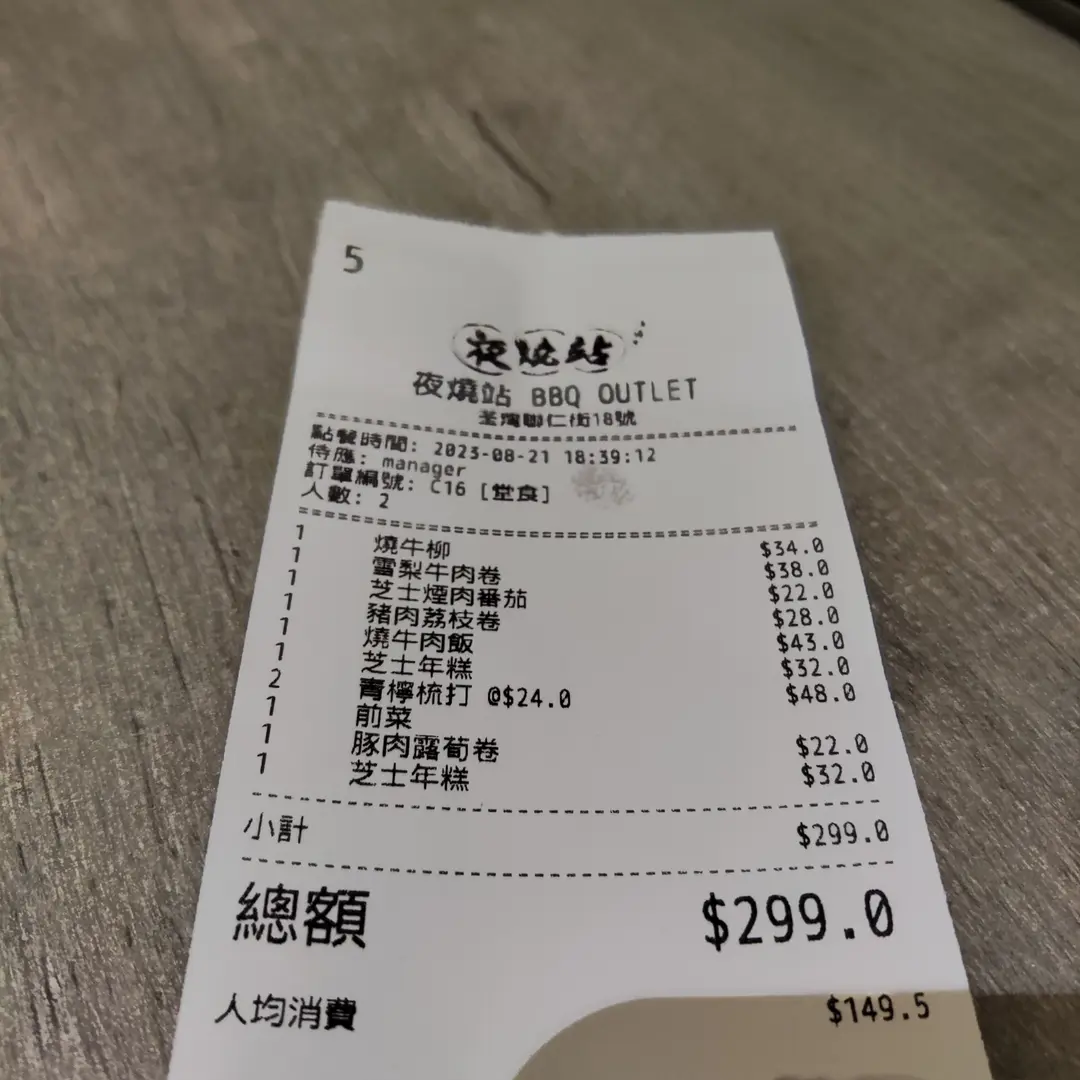 5
夜燒站
夜燒站 BBQ OUTLET
荃灣聯仁街18號
點餐時間: 2023-08-21 18:39:12
侍應: manager
訂單編號: C16 [堂食]
人數: 2
1 燒牛柳 $34.0
1 雪梨牛肉卷 $38.0
1 芝士煙肉番茄 $22.0
1 豬肉荔枝卷 $28.0
1 燒牛肉飯 $43.0
1 芝士年糕 $32.0
2 青檸梳打 @$24.0 $48.0
1 前菜
1 豚肉露荀卷 $22.0
1 芝士年糕 $32.0
小計 $299.0
總額 $299.0
人均消費 $149.5